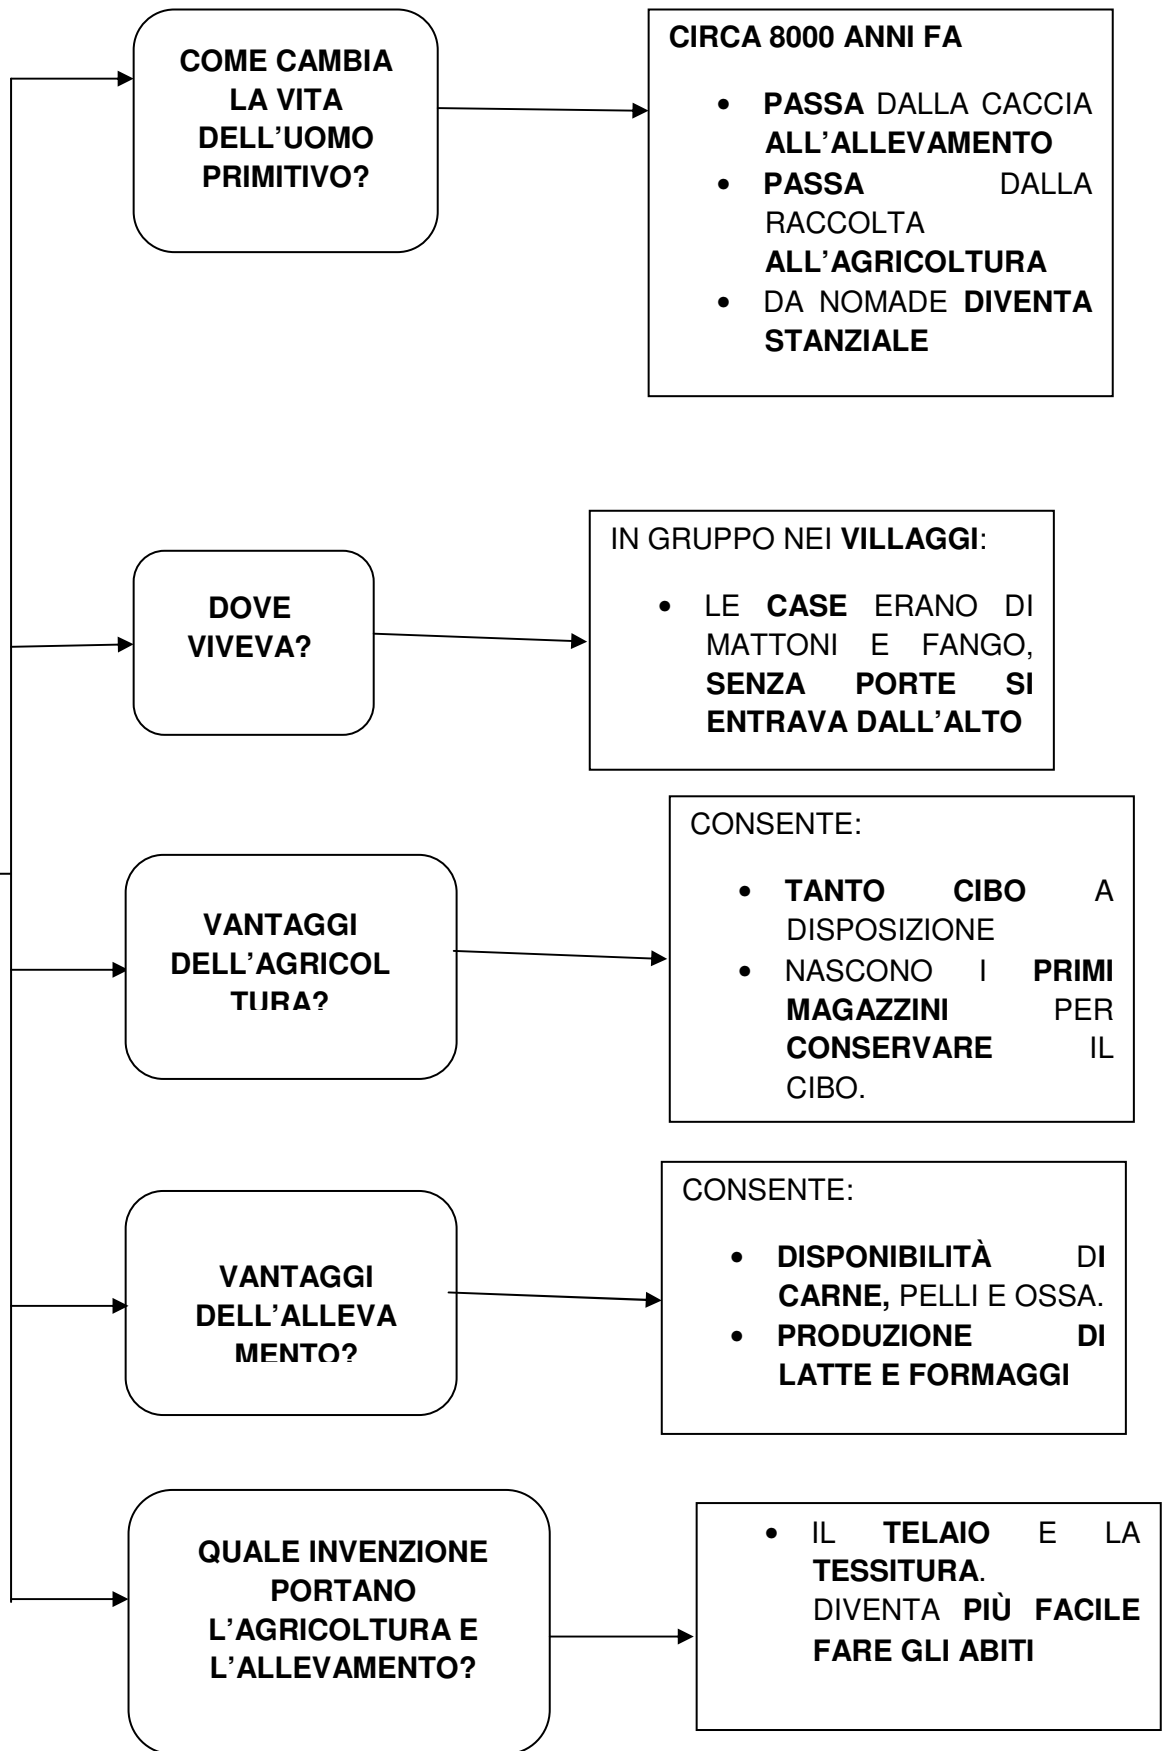 COME CAMBIA
LA VITA
DELL'UOMO
PRIMITIVO?
CIRCA 8000 ANNI FA
• PASSA DALLA CACCIA
ALL'ALLEVAMENTO
• PASSA DALLA
RACCOLTA
ALL'AGRICOLTURA
• DA NOMADE DIVENTA
STANZIALE
DOVE
VIVEVA?
IN GRUPPO NEI VILLAGGI:
• LE CASE ERANO DI
MATTONI E FANGO,
SENZA PORTE SI
ENTRAVA DALL'ALTO
VANTAGGI
DELL'AGRICOL
TURA?
CONSENTE:
• TANTO CIBO A
DISPOSIZIONE
• NASCONO I PRIMI
MAGAZZINI PER
CONSERVARE IL
CIBO.
VANTAGGI
DELL'ALLEVA
MENTO?
CONSENTE:
• DISPONIBILITÀ DI
CARNE, PELLI E OSSA.
• PRODUZIONE DI
LATTE E FORMAGGI
QUALE INVENZIONE
PORTANO
L'AGRICOLTURA E
L'ALLEVAMENTO?
• IL TELAIO E LA
TESSITURA.
DIVENTA PIÙ FACILE
FARE GLI ABITI